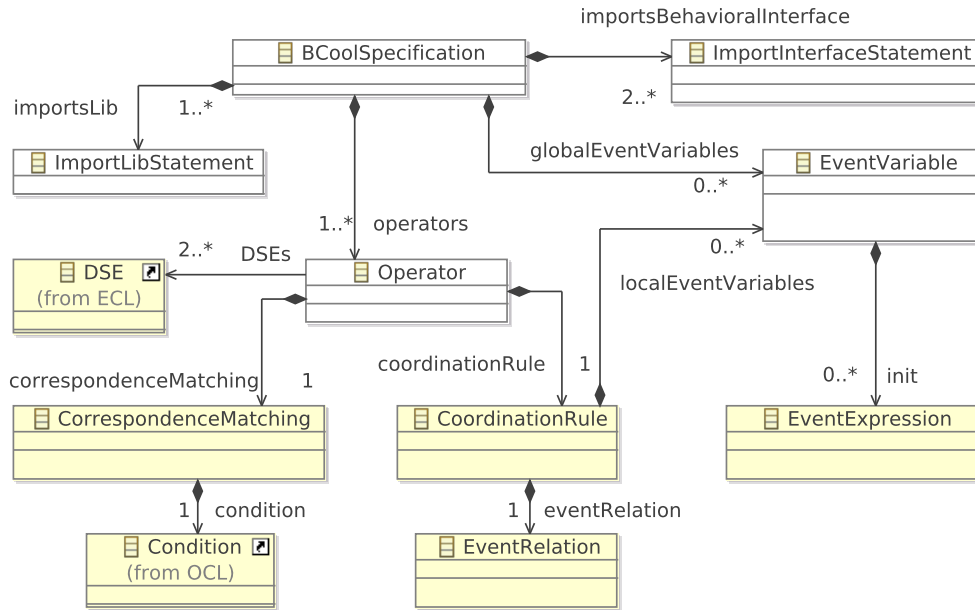 importsBehavioralInterface
BCoolSpecification
ImportInterfaceStatement
importsLib
1..*
2..*
ImportLibStatement
globalEventVariables
EventVariable
0..*
1..*
operators
2..*
DSEs
0..*
DSE
(from ECL)
Operator
localEventVariables
correspondenceMatching
1
coordinationRule
1
0..*
init
CorrespondenceMatching
CoordinationRule
EventExpression
1
condition
1
eventRelation
Condition
(from OCL)
EventRelation